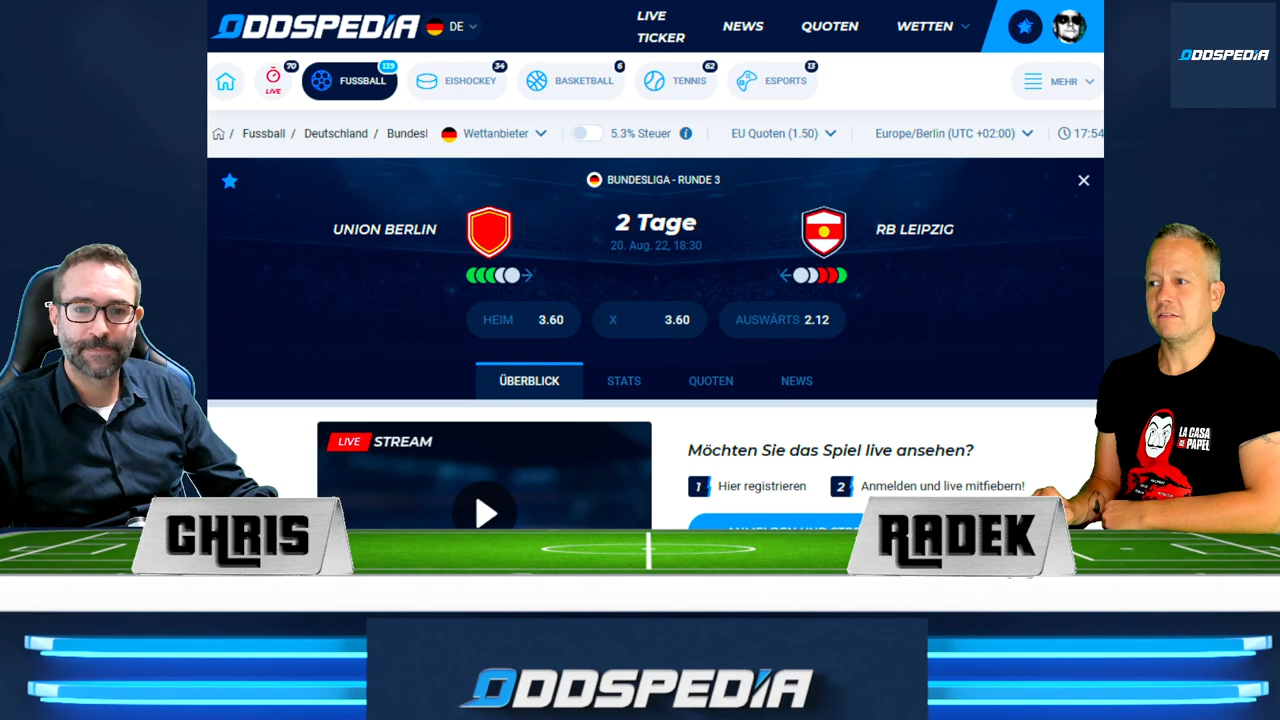 ODDSPEDIA
DE
LIVE
TICKER
NEWS
QUOTEN
WETTEN
ODDSPEDIA
70
LIVE
FUSSBALL
139
EISHOCKEY
34
BASKETBALL
6
TENNIS
62
ESPORTS
13
MEHR
/ Fussball / Deutschland / Bundesl
Wettanbieter
5.3% Steuer
EU Quoten (1.50)
Europe/Berlin (UTC +02:00)
17:54
BUNDESLIGA - RUNDE 3
UNION BERLIN
2 Tage
20. Aug. 22, 18:30
RB LEIPZIG
HEIM 3.60
X 3.60
AUSWÄRTS 2.12
ÜBERBLICK
STATS
QUOTEN
NEWS
LIVE STREAM
Möchten Sie das Spiel live ansehen?
1 Hier registrieren
2 Anmelden und live mitfiebern!
LA CASA
DE PAPEL
CHRIS
RADEK
ODDSPEDIA